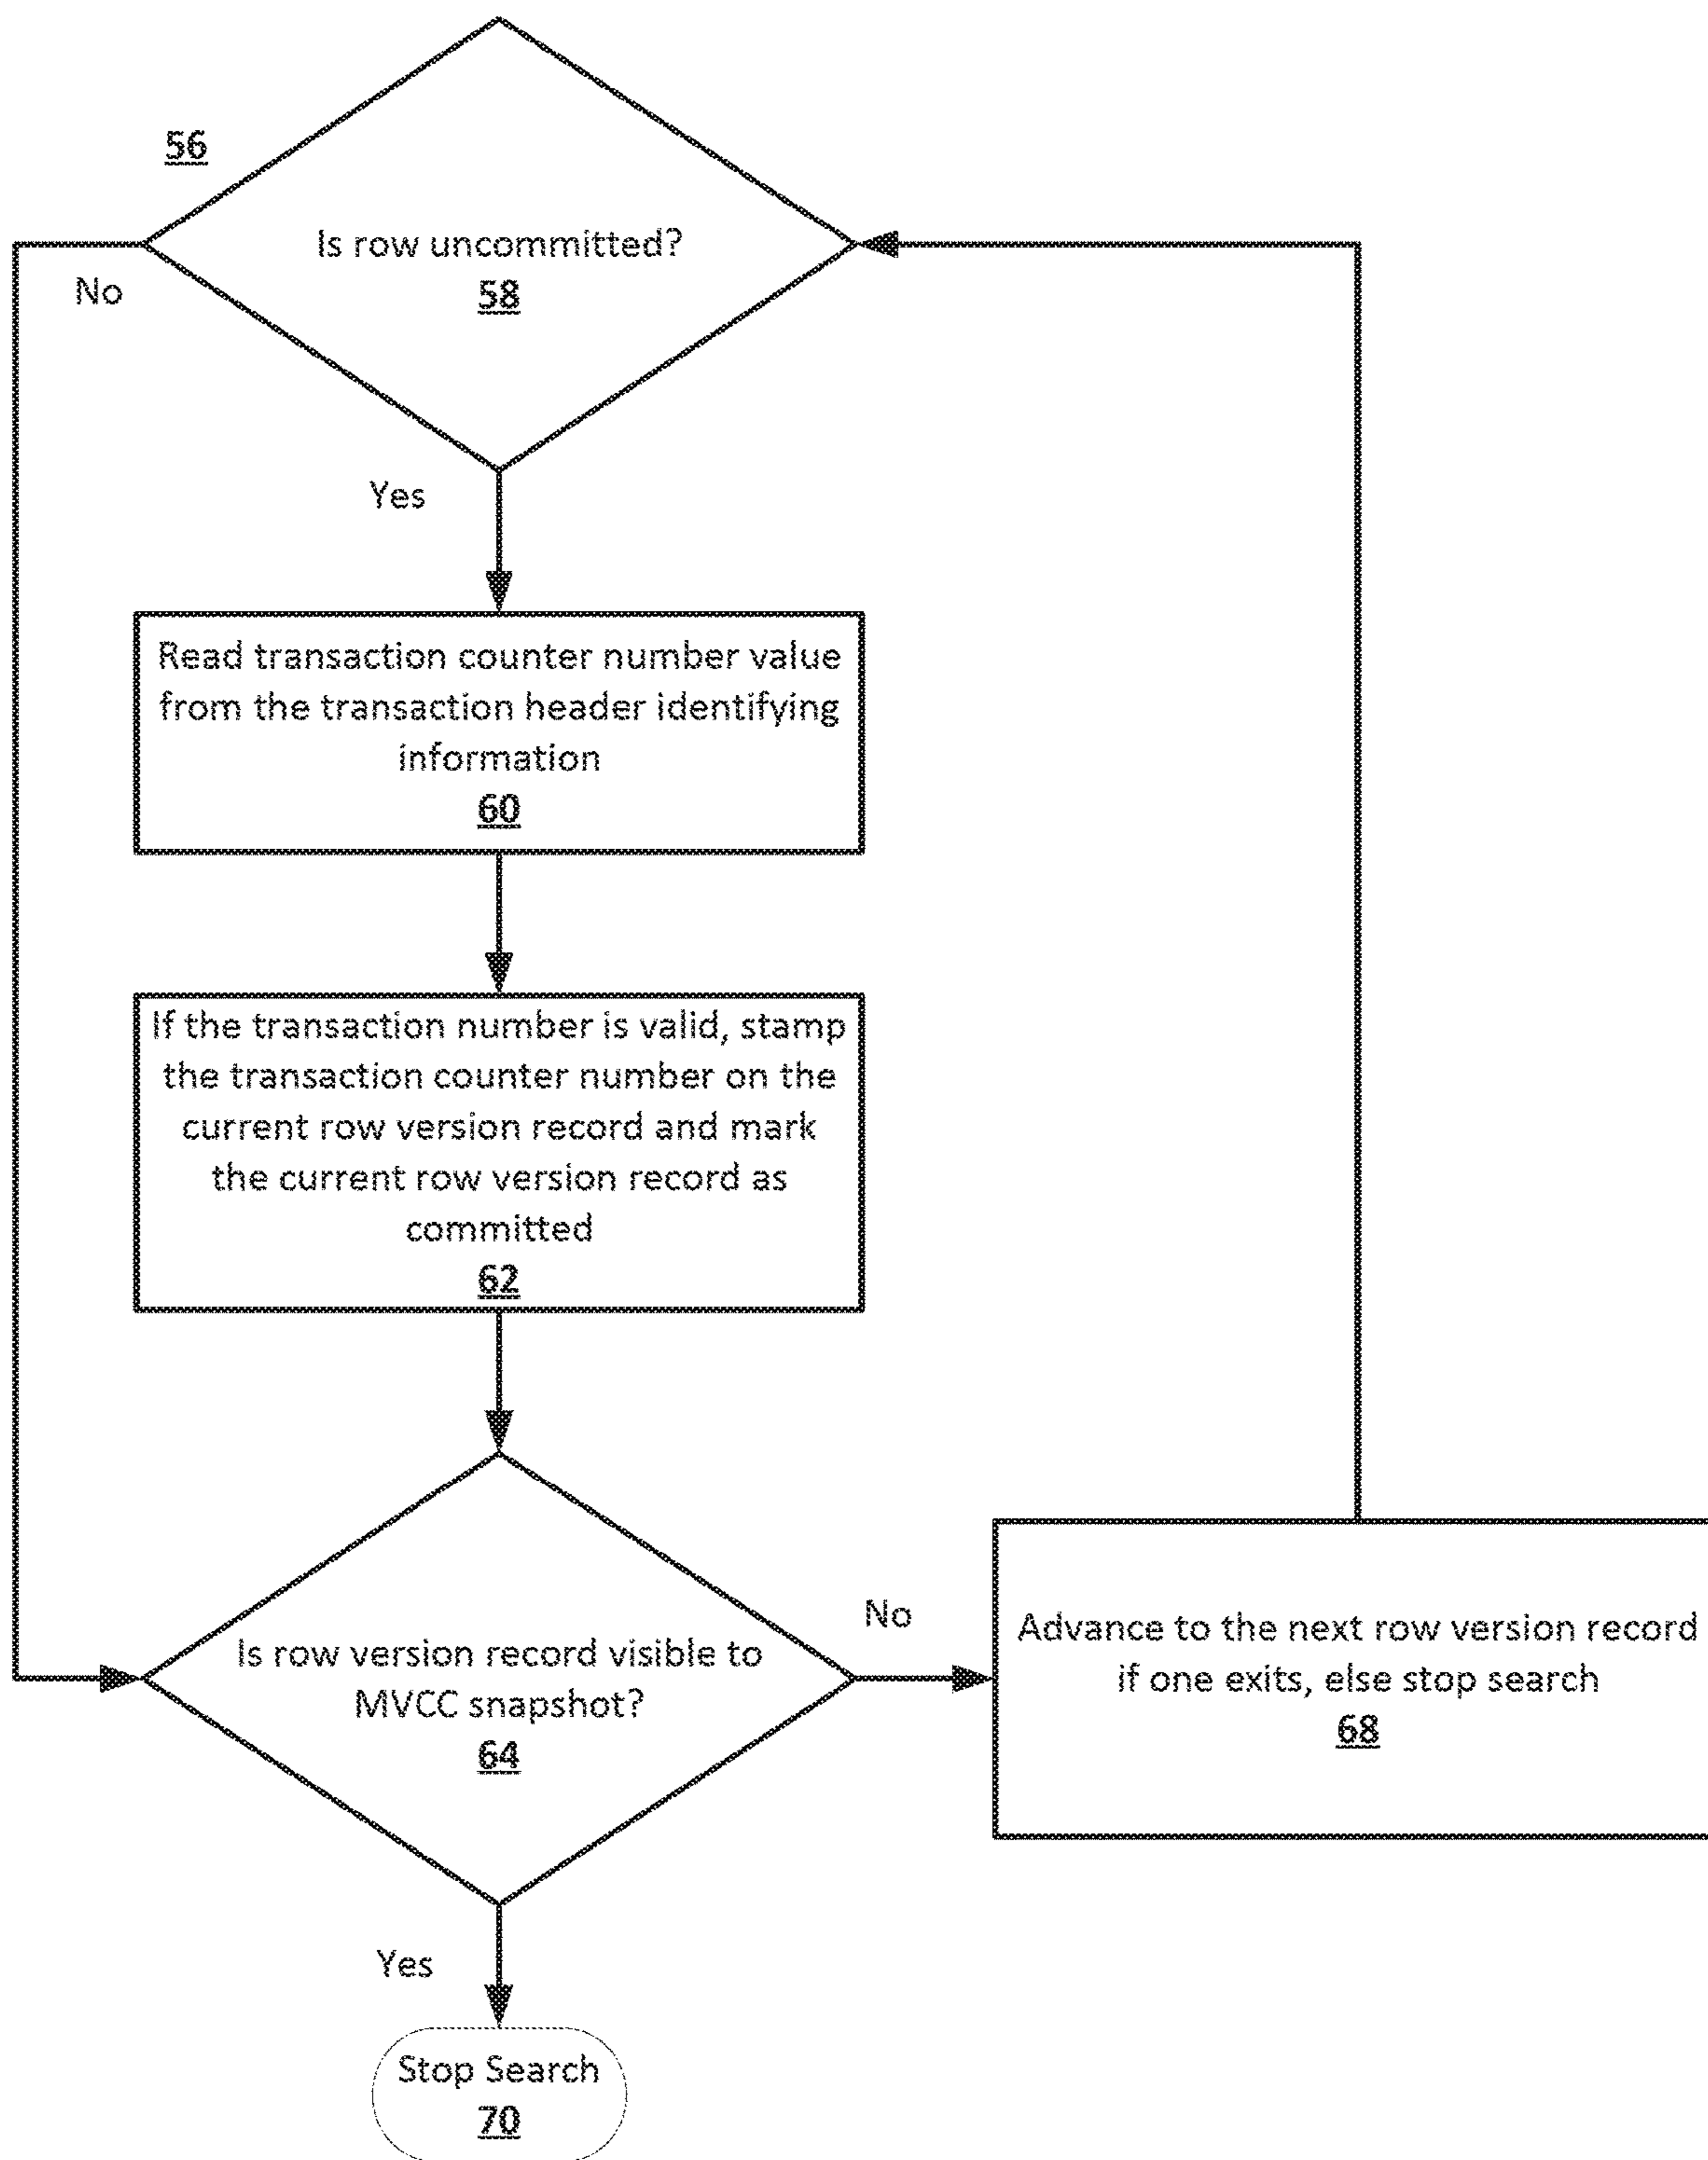 56
Is row uncommitted?
58
No
Yes
Read transaction counter number value
from the transaction header identifying
information
60
If the transaction number is valid, stamp
the transaction counter number on the
current row version record and mark
the current row version record as
committed
62
Is row version record visible to
MVCC snapshot?
64
No
Advance to the next row version record
if one exits, else stop search
68
Yes
Stop Search
70